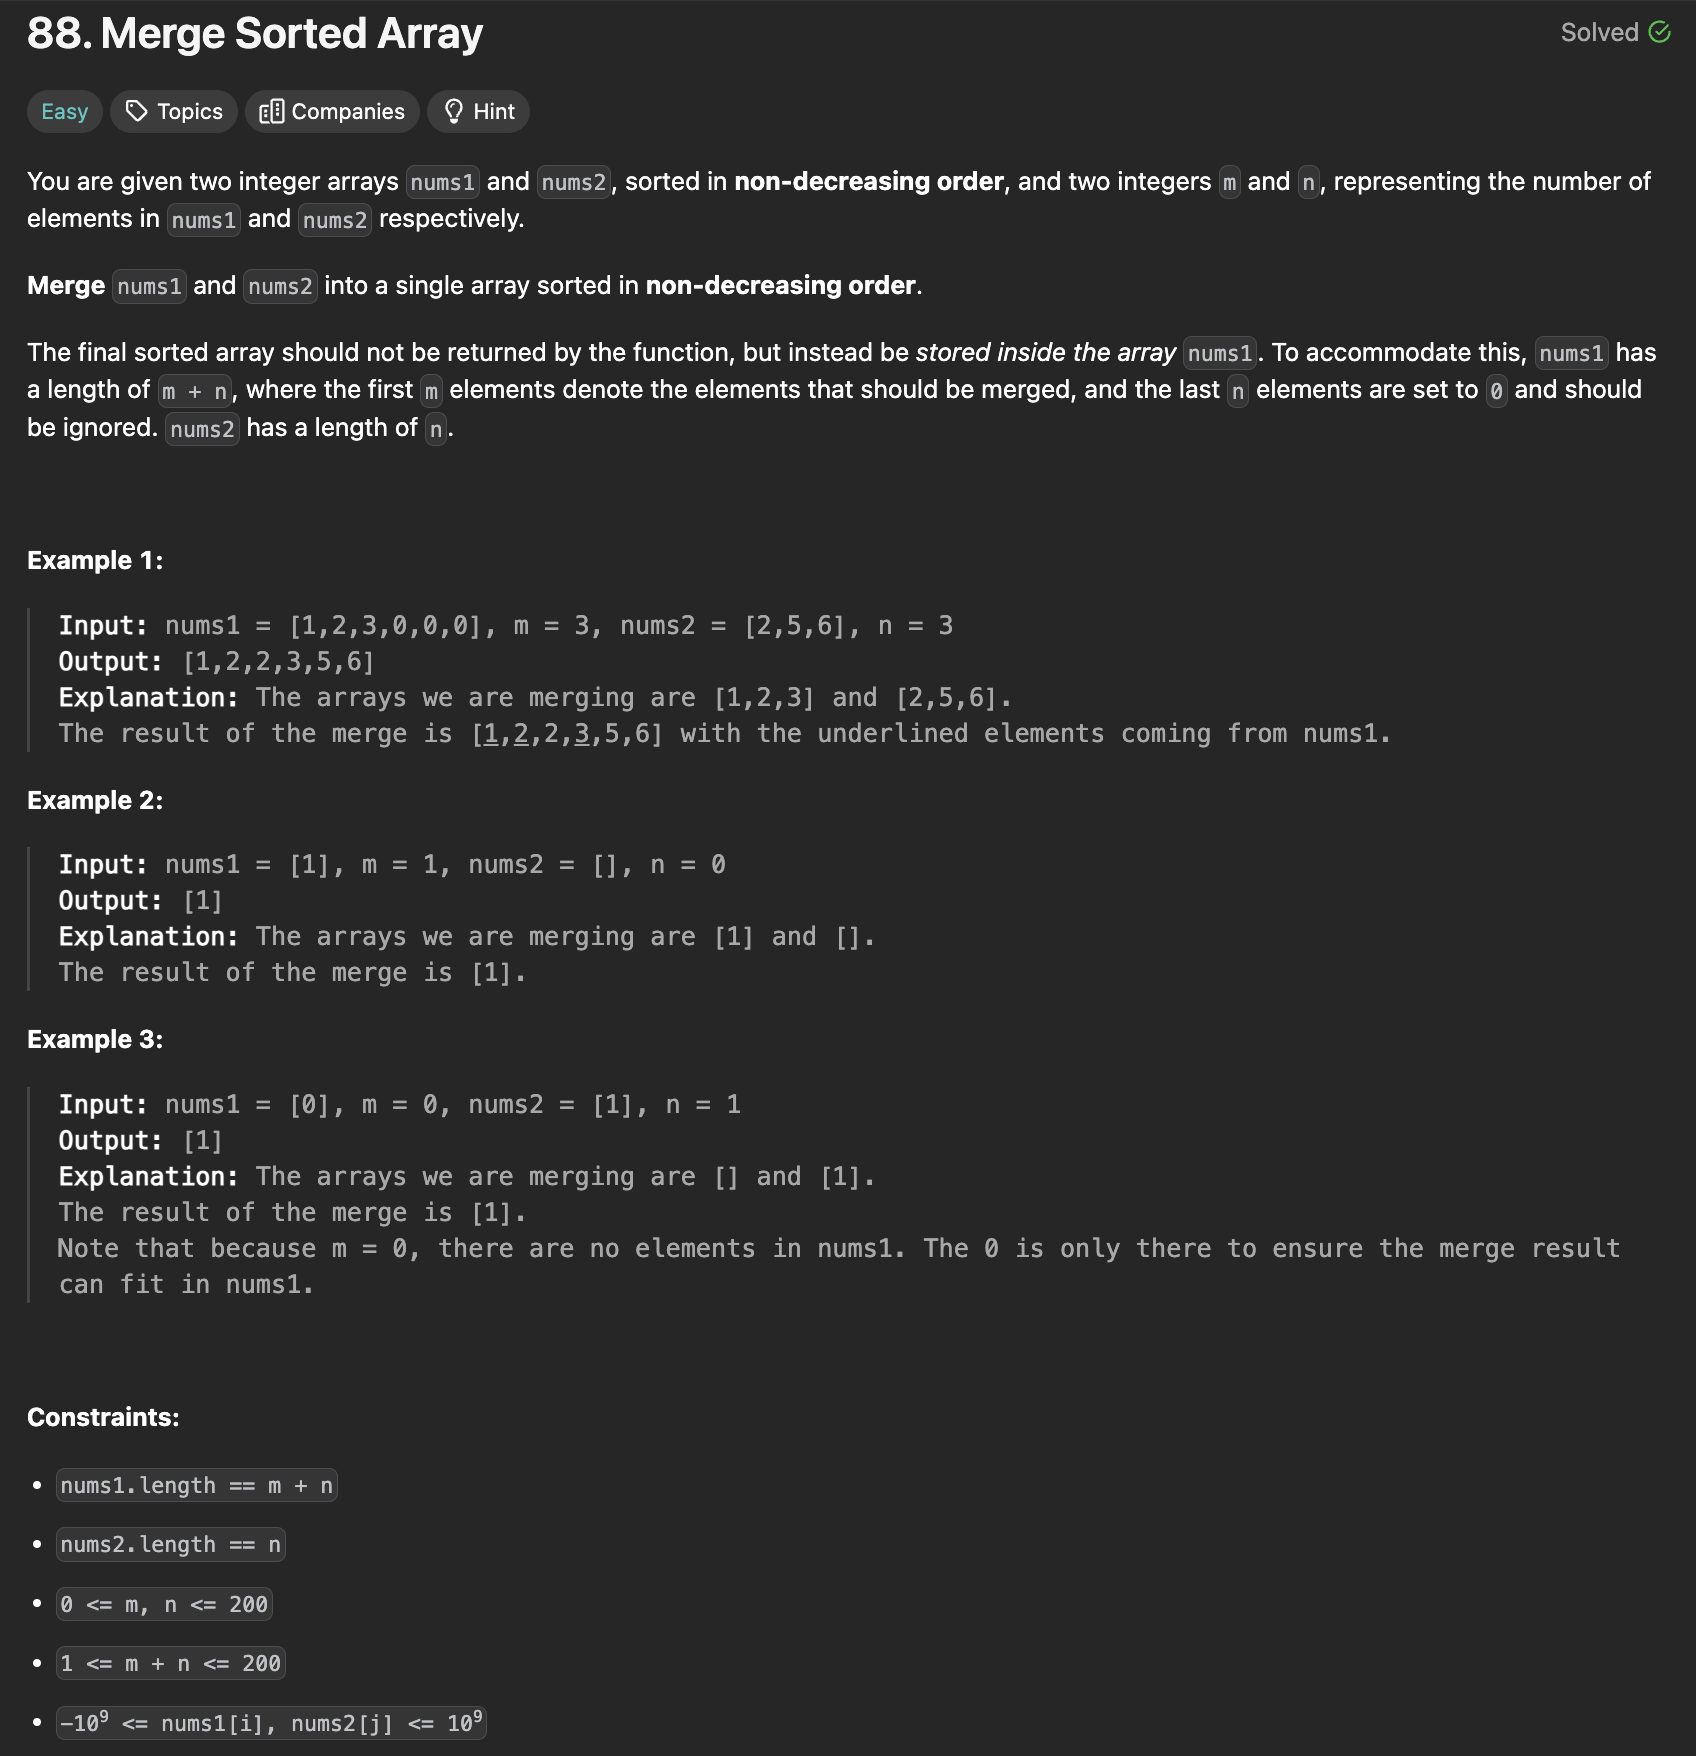 88. Merge Sorted Array
Solved
Easy Topics Companies Hint
You are given two integer arrays nums1 and nums2, sorted in non-decreasing order, and two integers m and n, representing the number of
elements in nums1 and nums2 respectively.
Merge nums1 and nums2 into a single array sorted in non-decreasing order.
The final sorted array should not be returned by the function, but instead be stored inside the array nums1. To accommodate this, nums1 has
a length of m + n, where the first m elements denote the elements that should be merged, and the last n elements are set to 0 and should
be ignored. nums2 has a length of n.
Example 1:
Input: nums1 = [1,2,3,0,0,0], m = 3, nums2 = [2,5,6], n = 3
Output: [1,2,2,3,5,6]
Explanation: The arrays we are merging are [1,2,3] and [2,5,6].
The result of the merge is [1,2,2,3,5,6] with the underlined elements coming from nums1.
Example 2:
Input: nums1 = [1], m = 1, nums2 = [], n = 0
Output: [1]
Explanation: The arrays we are merging are [1] and [].
The result of the merge is [1].
Example 3:
Input: nums1 = [0], m = 0, nums2 = [1], n = 1
Output: [1]
Explanation: The arrays we are merging are [] and [1].
The result of the merge is [1].
Note that because m = 0, there are no elements in nums1. The 0 is only there to ensure the merge result
can fit in nums1.
Constraints:
• nums1.length == m + n
• nums2.length == n
• 0 <= m, n <= 200
• 1 <= m + n <= 200
• -10⁹ <= nums1[i], nums2[j] <= 10⁹